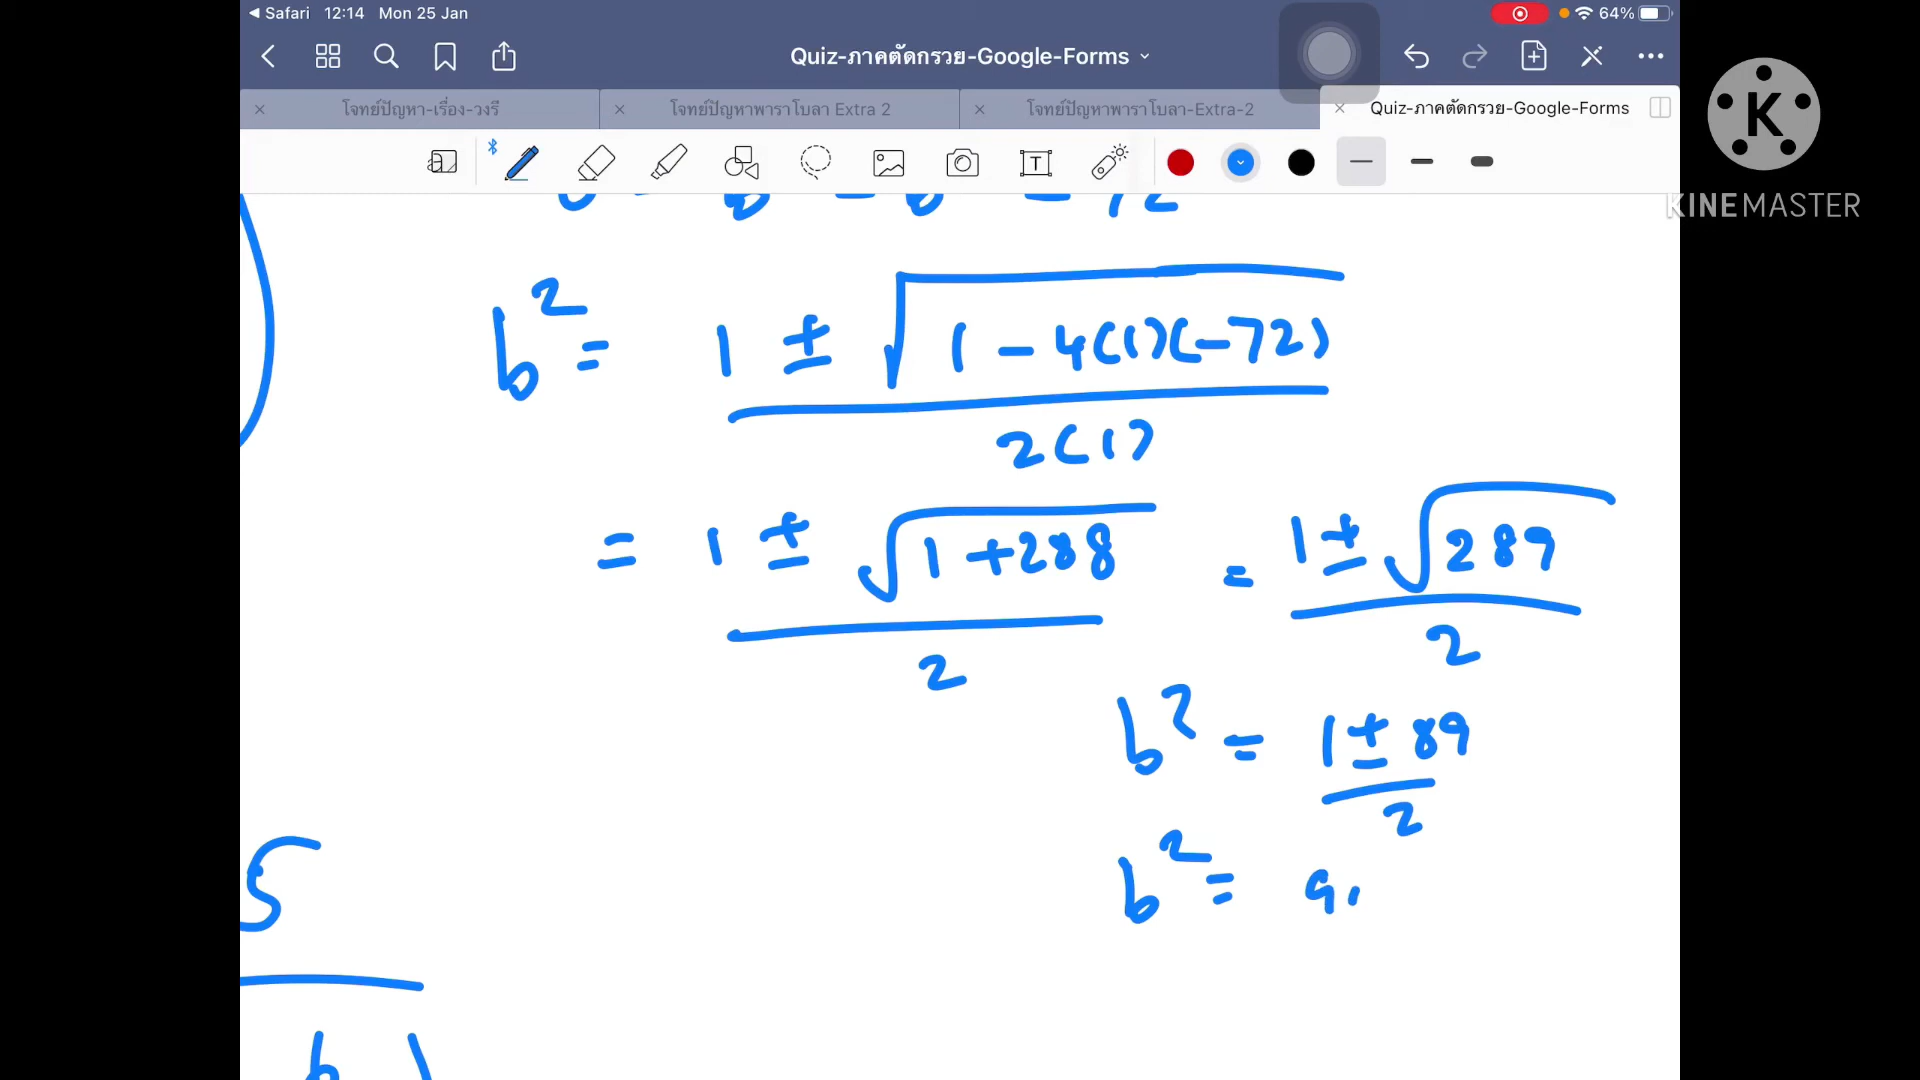 Safari 12:14 Mon 25 Jan 64%
Quiz-ภาคตัดกรวย-Google-Forms
โจทย์ปัญหา-เรื่อง-วงรี โจทย์ปัญหาพาราโบลา Extra 2 โจทย์ปัญหาพาราโบลา-Extra-2 Quiz-ภาคตัดกรวย-Google-Forms
K
KINEMASTER
b² = 1 ± √1 - 4(1)(-72)
2(1)
= 1 ± √1 + 288 = 1 ± √289
2 2
b² = 1 ± 89
2
b² = 9
5